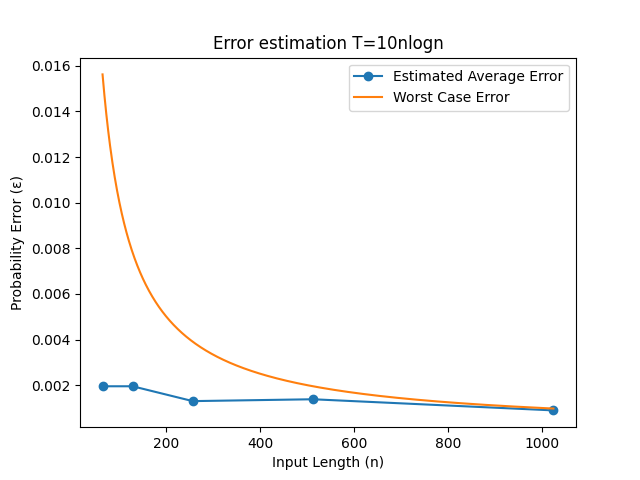 Error estimation T=10nlogn
Estimated Average Error
Worst Case Error
Probability Error (ε)
0.016
0.014
0.012
0.010
0.008
0.006
0.004
0.002
200 400 600 800 1000
Input Length (n)